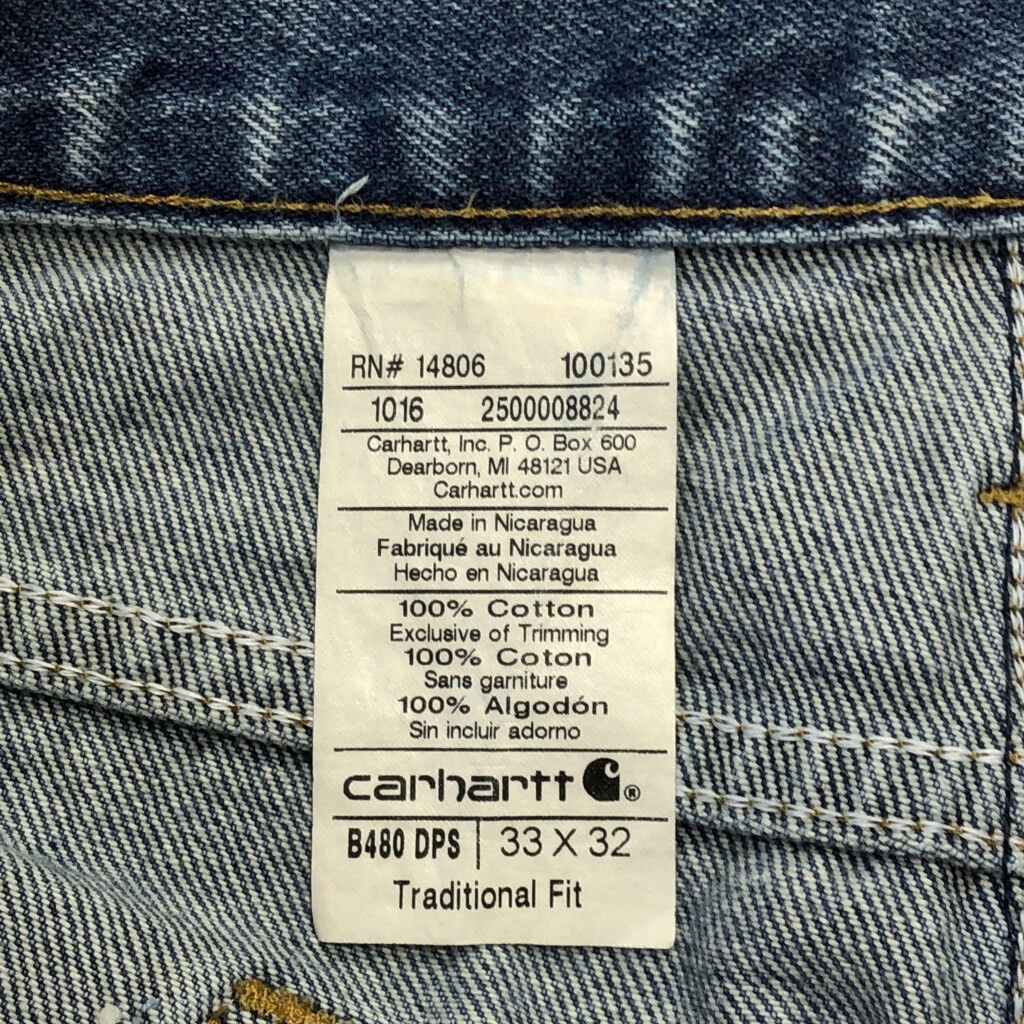 RN# 14806 100135
1016 2500008824
Carhartt, Inc. P. O. Box 600
Dearborn, MI 48121 USA
Carhartt.com
Made in Nicaragua
Fabriqué au Nicaragua
Hecho en Nicaragua
100% Cotton
Exclusive of Trimming
100% Coton
Sans garniture
100% Algodón
Sin incluir adorno
carhartt ®
B480 DPS | 33 X 32
Traditional Fit